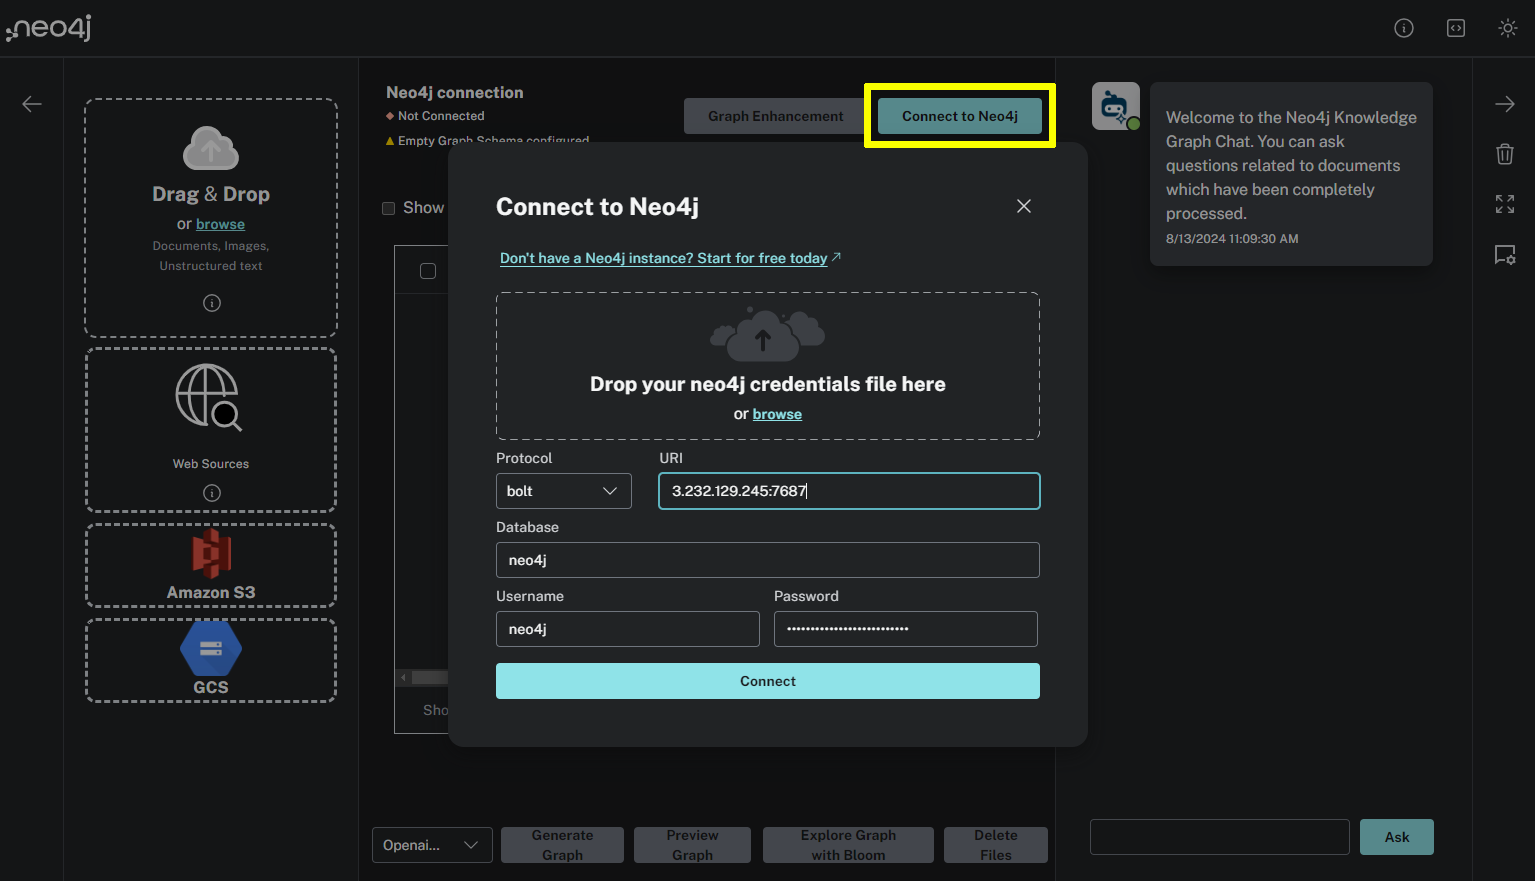 neo4j
Drag & Drop
or browse
Documents, Images,
Unstructured text
Web Sources
Amazon S3
GCS
Neo4j connection
Not Connected
Empty Graph Schema configured
Graph Enhancement
Connect to Neo4j
Show
Connect to Neo4j
Don't have a Neo4j instance? Start for free today
Drop your neo4j credentials file here
or browse
Protocol
URI
bolt
3.232.129.245:7687
Database
neo4j
Username
Password
neo4j
••••••••••••••••••••••••••
Connect
Sho
Openai...
Generate
Graph
Preview
Graph
Explore Graph
with Bloom
Delete
Files
Welcome to the Neo4j Knowledge
Graph Chat. You can ask
questions related to documents
which have been completely
processed.
8/13/2024 11:09:30 AM
Ask